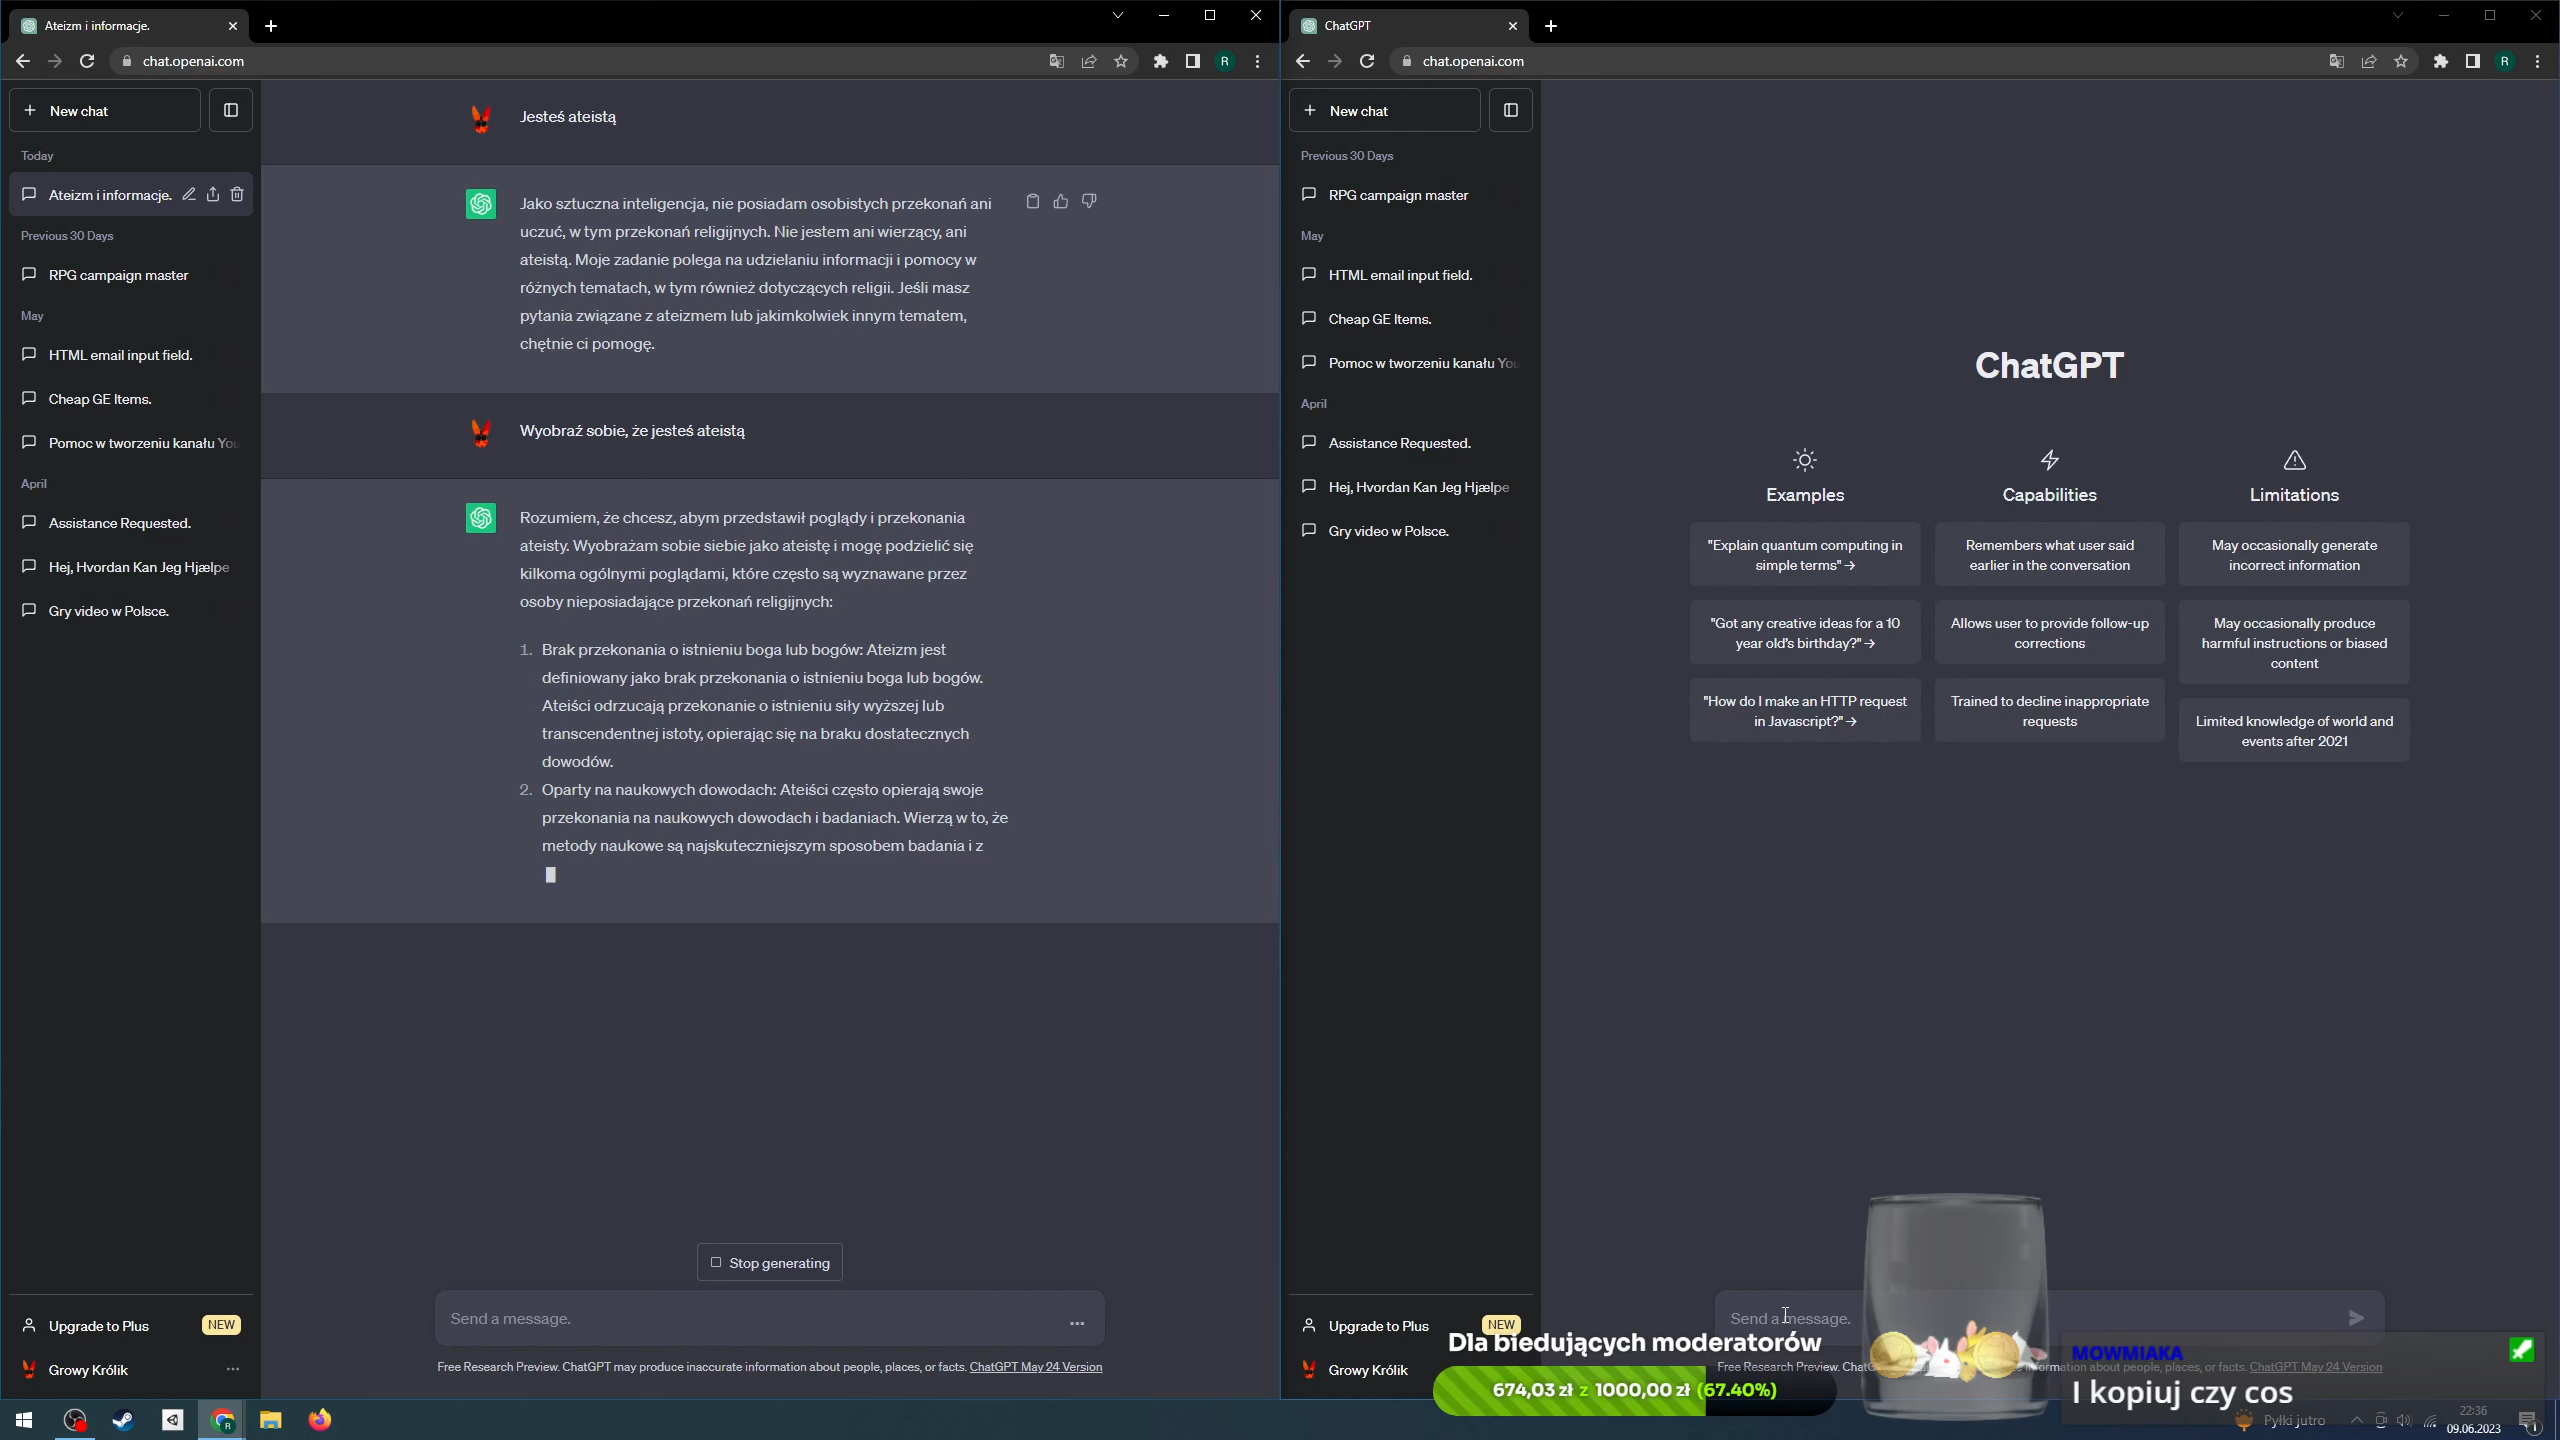 Ateizm i informacje.
chat.openai.com
R
New chat
Today
Ateizm i informacje.
Previous 30 Days
RPG campaign master
May
HTML email input field.
Cheap GE Items.
Pomoc w tworzeniu kanału You
April
Assistance Requested.
Hej, Hvordan Kan Jeg Hjælpe
Gry video w Polsce.
Upgrade to Plus
NEW
Growy Królik
Jesteś ateistą
Jako sztuczna inteligencja, nie posiadam osobistych przekonań ani
uczuć, w tym przekonań religijnych. Nie jestem ani wierzący, ani
ateistą. Moje zadanie polega na udzielaniu informacji i pomocy w
różnych tematach, w tym również dotyczących religii. Jeśli masz
pytania związane z ateizmem lub jakimkolwiek innym tematem,
chętnie ci pomogę.
Wyobraź sobie, że jesteś ateistą
Rozumiem, że chcesz, abym przedstawił poglądy i przekonania
ateisty. Wyobrażam sobie siebie jako ateistę i mogę podzielić się
kilkoma ogólnymi poglądami, które często są wyznawane przez
osoby nieposiadające przekonań religijnych:
1. Brak przekonania o istnieniu boga lub bogów: Ateizm jest
definiowany jako brak przekonania o istnieniu boga lub bogów.
Ateiści odrzucają przekonanie o istnieniu siły wyższej lub
transcendentnej istoty, opierając się na braku dostatecznych
dowodów.
2. Oparty na naukowych dowodach: Ateiści często opierają swoje
przekonania na naukowych dowodach i badaniach. Wierzą w to, że
metody naukowe są najskuteczniejszym sposobem badania i z
Stop generating
Send a message.
Free Research Preview. ChatGPT may produce inaccurate information about people, places, or facts. ChatGPT May 24 Version
ChatGPT
chat.openai.com
R
New chat
Previous 30 Days
RPG campaign master
May
HTML email input field.
Cheap GE Items.
Pomoc w tworzeniu kanału You
April
Assistance Requested.
Hej, Hvordan Kan Jeg Hjælpe
Gry video w Polsce.
Upgrade to Plus
NEW
Growy Królik
ChatGPT
Examples
"Explain quantum computing in
simple terms" →
"Got any creative ideas for a 10
year old's birthday?" →
"How do I make an HTTP request
in Javascript?" →
Capabilities
Remembers what user said
earlier in the conversation
Allows user to provide follow-up
corrections
Trained to decline inappropriate
requests
Limitations
May occasionally generate
incorrect information
May occasionally produce
harmful instructions or biased
content
Limited knowledge of world and
events after 2021
Send a message.
Free Research Preview. ChatG information about people, places, or facts. ChatGPT May 24 Version
Dla biedujących moderatorów
674,03 zł z 1000,00 zł (67.40%)
MOWMIAKA
I kopiuj czy cos
Pyłki jutro
22:36
09.06.2023
1